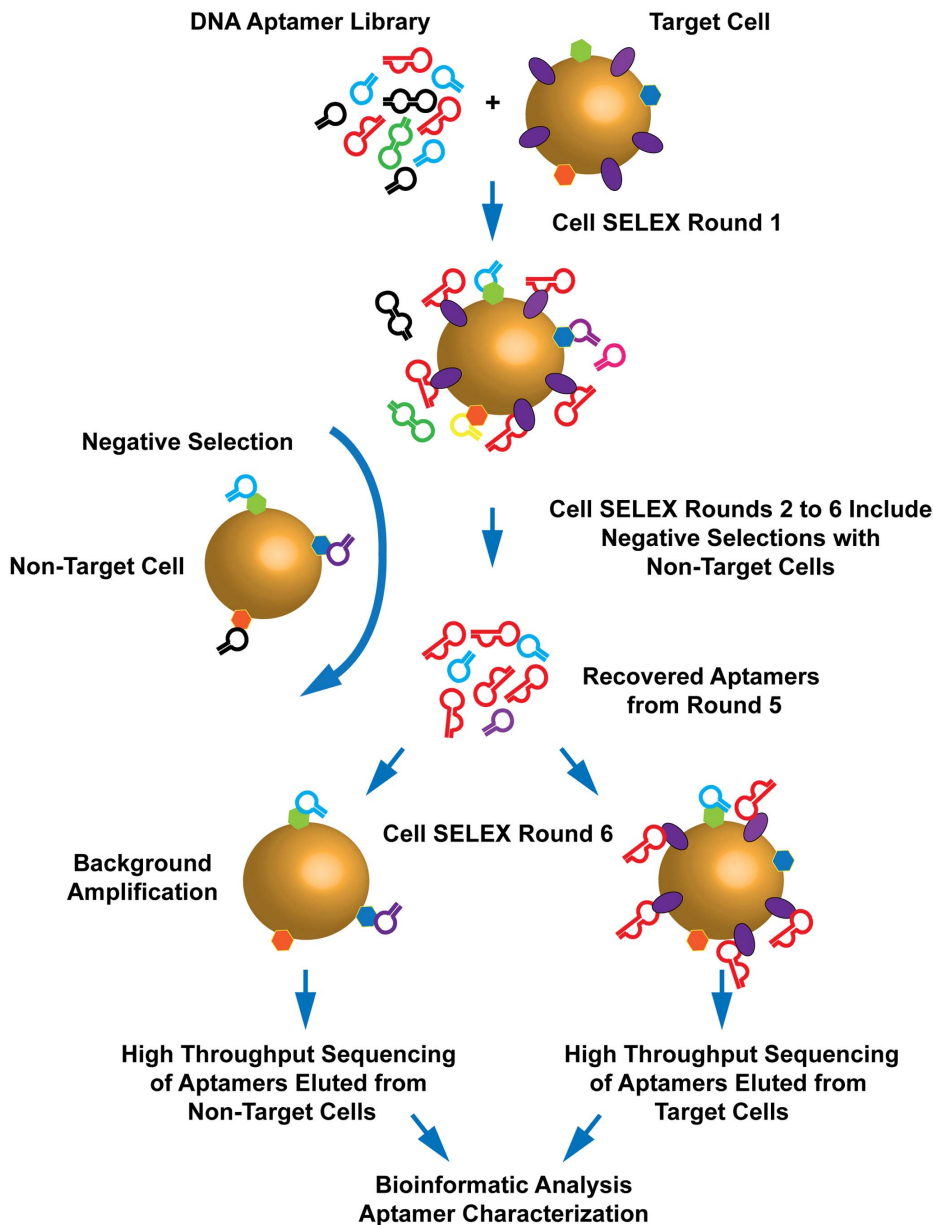 DNA Aptamer Library
Target Cell
+
Cell SELEX Round 1
Negative Selection
Non-Target Cell
Cell SELEX Rounds 2 to 6 Include
Negative Selections with
Non-Target Cells
Recovered Aptamers
from Round 5
Cell SELEX Round 6
Background
Amplification
High Throughput Sequencing
of Aptamers Eluted from
Non-Target Cells
High Throughput Sequencing
of Aptamers Eluted from
Target Cells
Bioinformatic Analysis
Aptamer Characterization